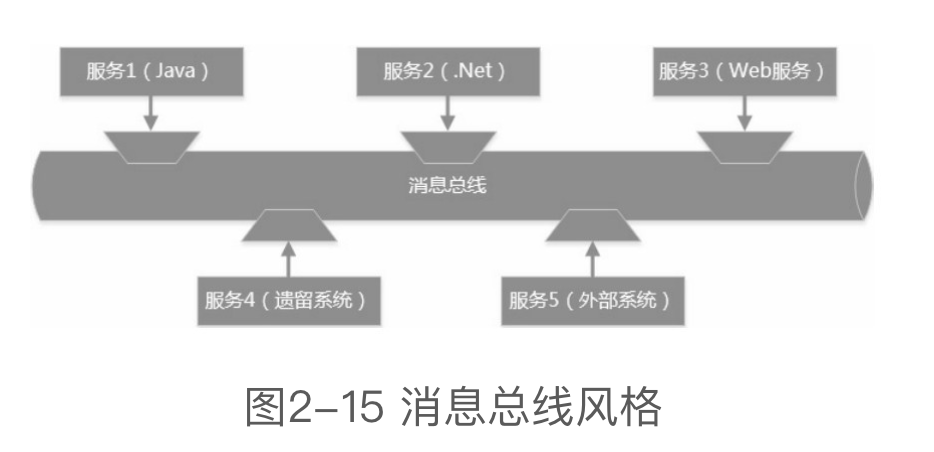 服务1（Java）
服务2（.Net）
服务3（Web服务）
消息总线
服务4（遗留系统）
服务5（外部系统）
图2-15 消息总线风格